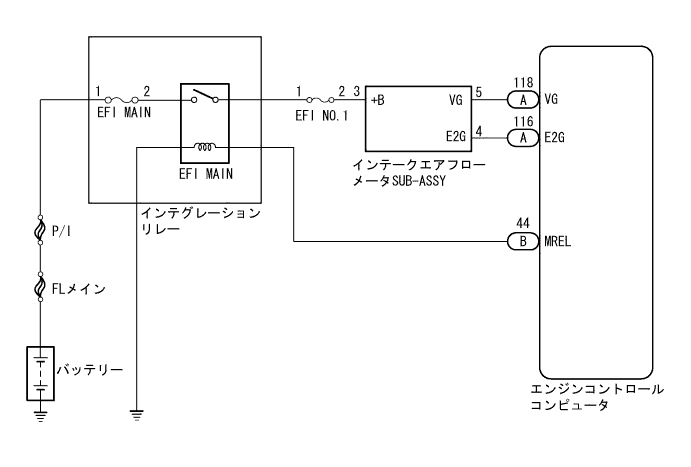 1 2
EFI MAIN
EFI MAIN
インテグレーション
リレー
1 2
EFI NO.1
3
+B
VG
5
E2G
4
インテークエアフロー
メータSUB-ASSY
118
A
VG
116
A
E2G
44
B
MREL
P/I
FLメイン
バッテリー
エンジンコントロール
コンピュータ